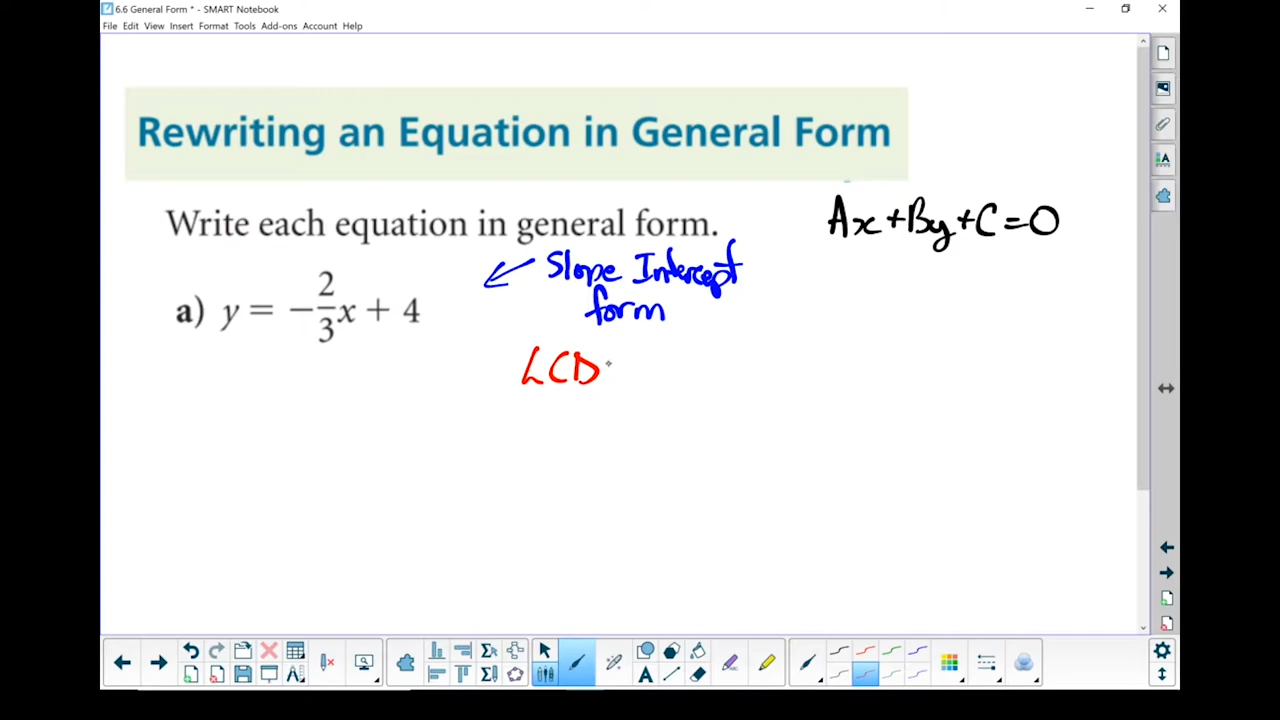 6.6 General Form * - SMART Notebook
File Edit View Insert Format Tools Add-ons Account Help
Rewriting an Equation in General Form
Write each equation in general form.
Ax+By+C=0
Slope Intercept
form
a) y = -2/3x + 4
LCD